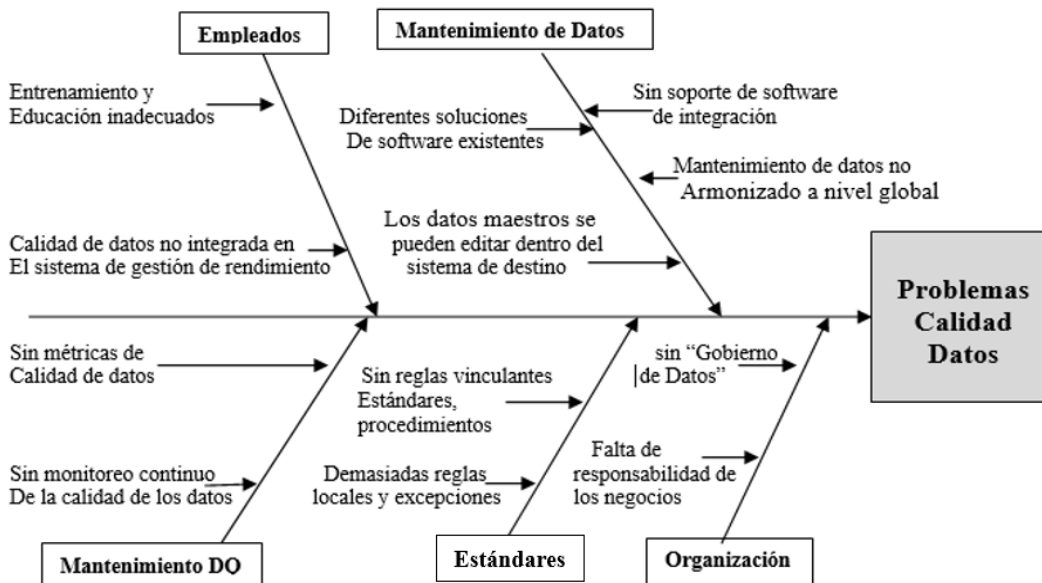 Empleados
Mantenimiento de Datos
Entrenamiento y
Educación inadecuados
Diferentes soluciones
De software existentes
Sin soporte de software
de integración
Mantenimiento de datos no
Armonizado a nivel global
Calidad de datos no integrada en
El sistema de gestión de rendimiento
Los datos maestros se
pueden editar dentro del
sistema de destino
Problemas
Calidad
Datos
Sin métricas de
Calidad de datos
Sin reglas vinculantes
Estándares,
procedimientos
sin “Gobierno
de Datos”
Sin monitoreo continuo
De la calidad de los datos
Demasiadas reglas
locales y excepciones
Falta de
responsabilidad de
los negocios
Mantenimiento DQ
Estándares
Organización